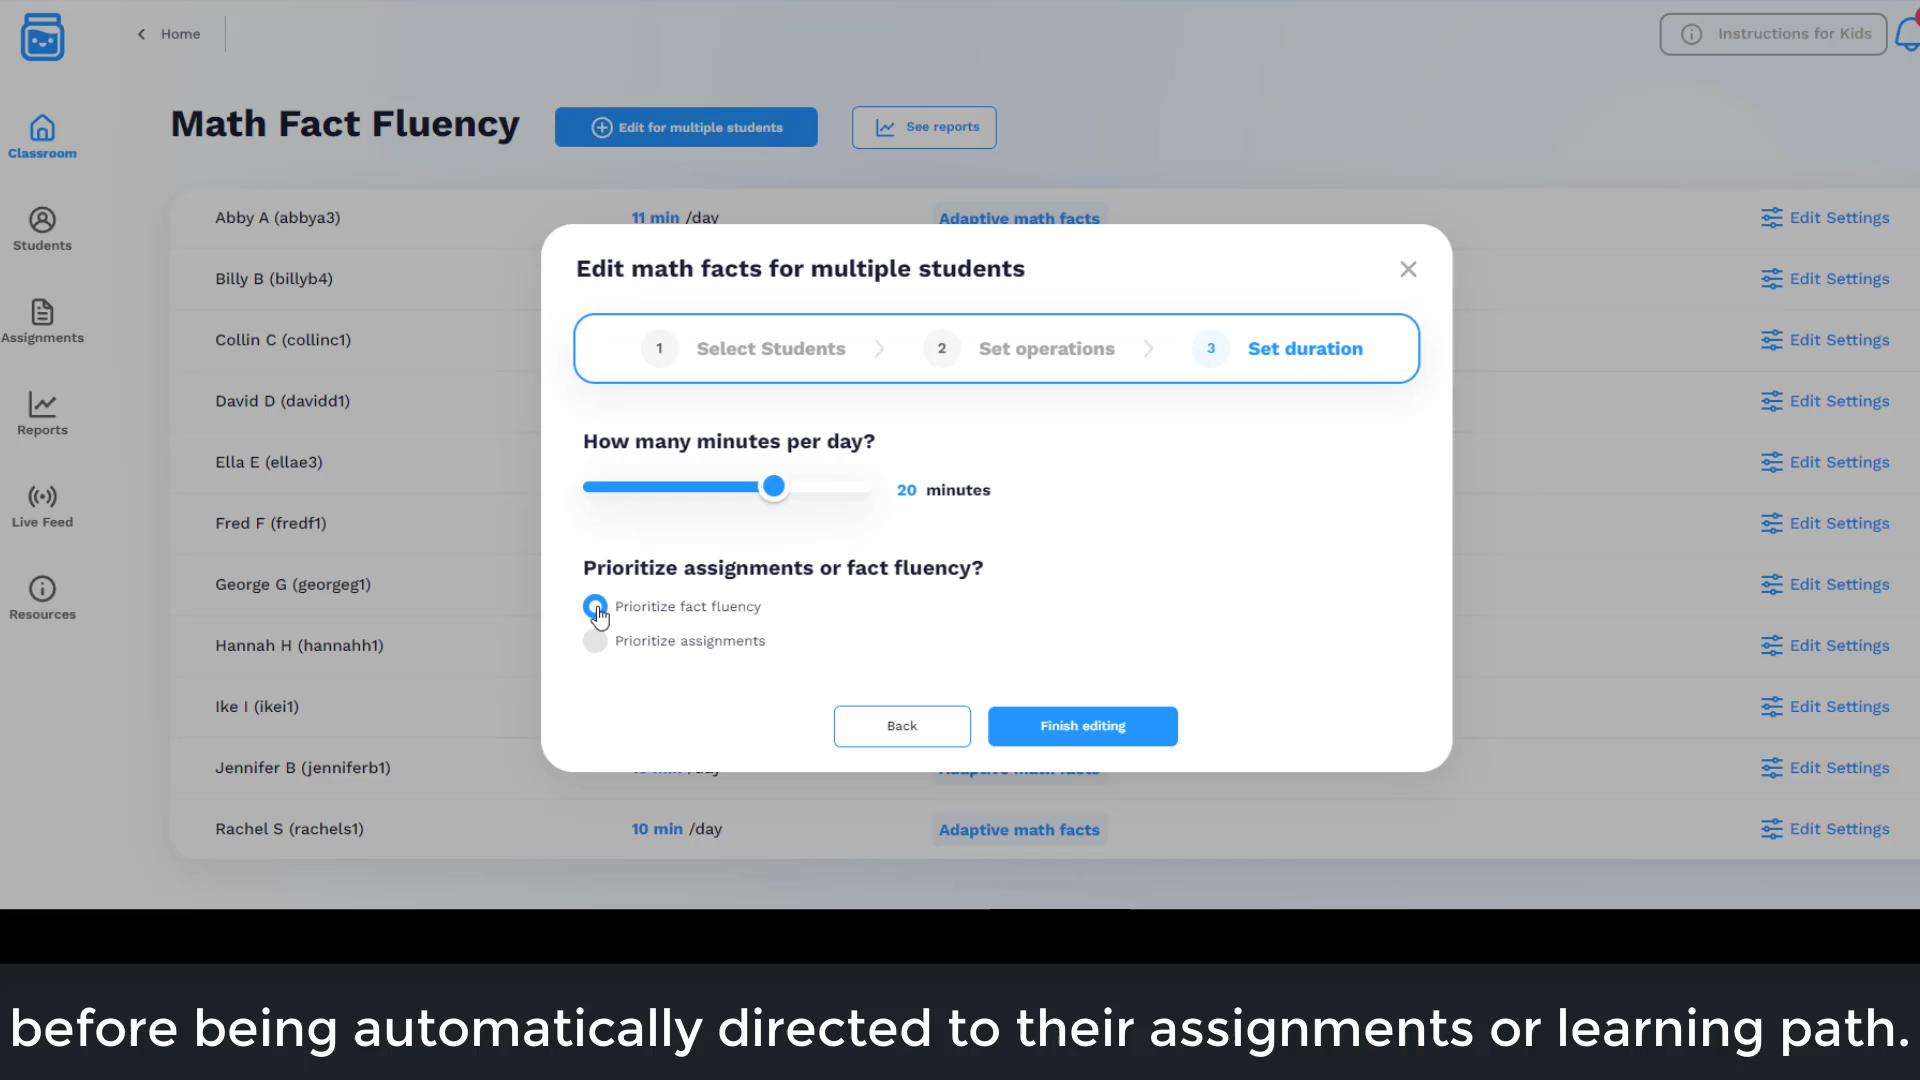 Home
Instructions for Kids
Math Fact Fluency
Edit for multiple students
See reports
Classroom
Students
Assignments
Reports
Live Feed
Resources
Abby A (abbya3)
11 min /day
Adaptive math facts
Edit Settings
Billy B (billyb4)
Edit Settings
Collin C (collinc1)
Edit Settings
David D (davidd1)
Edit Settings
Ella E (ellae3)
Edit Settings
Fred F (fredf1)
Edit Settings
George G (georgeg1)
Edit Settings
Hannah H (hannahh1)
Edit Settings
Ike I (ikei1)
Edit Settings
Jennifer B (jenniferb1)
/day
Adaptive math facts
Edit Settings
Rachel S (rachels1)
10 min /day
Adaptive math facts
Edit Settings
Edit math facts for multiple students
1 Select Students
2 Set operations
3 Set duration
How many minutes per day?
20 minutes
Prioritize assignments or fact fluency?
Prioritize fact fluency
Prioritize assignments
Back
Finish editing
before being automatically directed to their assignments or learning path.